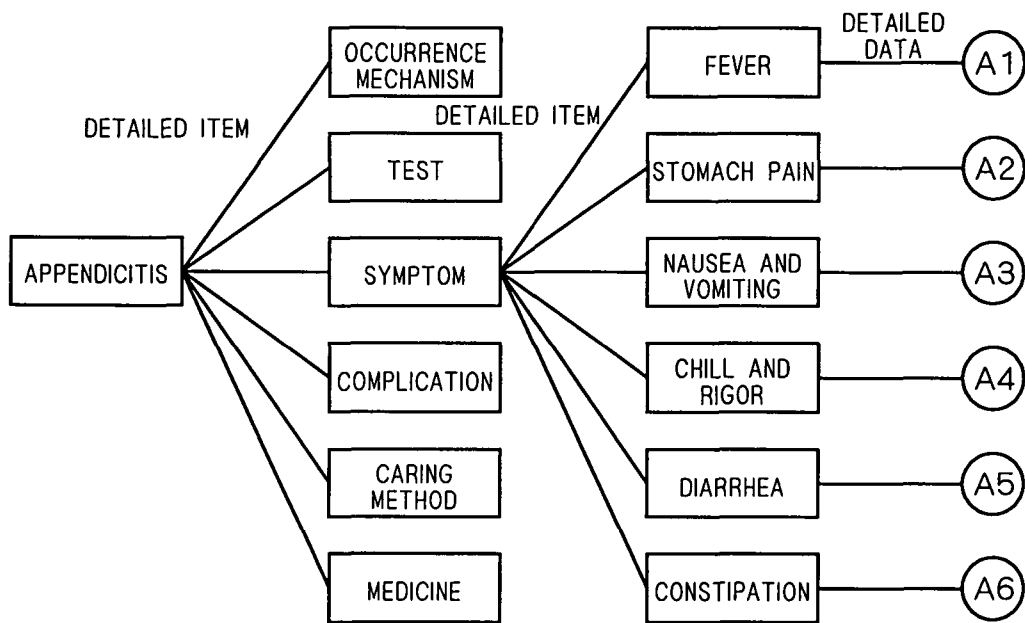 OCCURRENCE
MECHANISM
DETAILED ITEM
TEST
APPENDICITIS
SYMPTOM
COMPLICATION
CARING
METHOD
MEDICINE
DETAILED ITEM
FEVER
DETAILED
DATA
A1
STOMACH PAIN
A2
NAUSEA AND
VOMITING
A3
CHILL AND
RIGOR
A4
DIARRHEA
A5
CONSTIPATION
A6